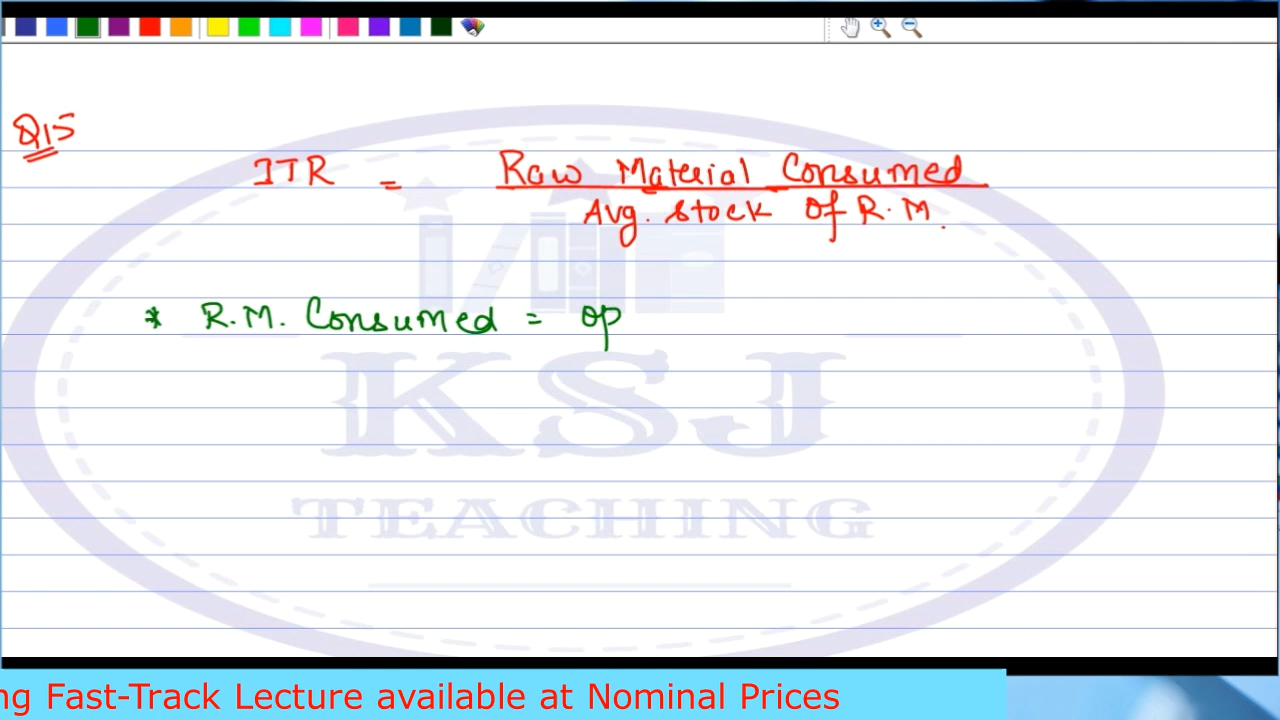 Q15
ITR = Raw Material Consumed
Avg. Stock Of R.M.
* R.M. Consumed = op
KSJ
TEACHING
ng Fast-Track Lecture available at Nominal Prices